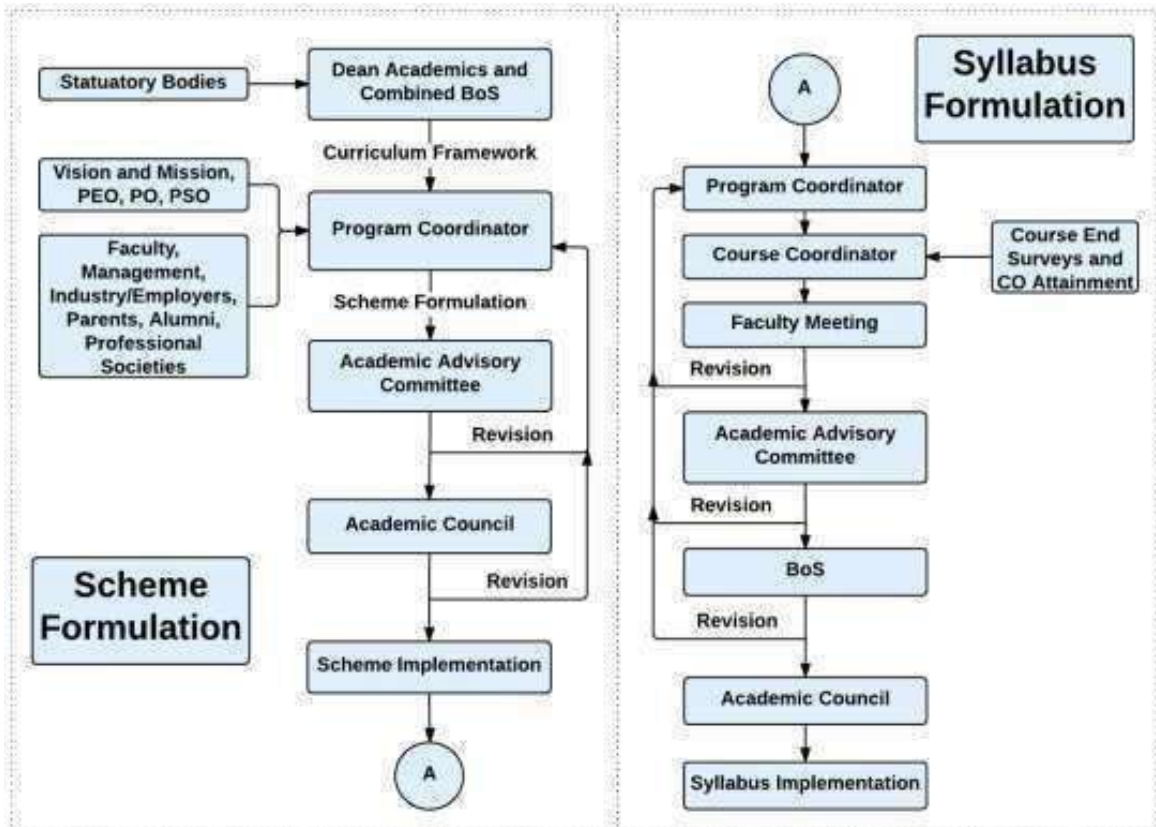 Statuatory Bodies
Dean Academics and
Combined BoS
Curriculum Framework
Vision and Mission,
PEO, PO, PSO
Faculty,
Management,
Industry/Employers,
Parents, Alumni,
Professional
Societies
Program Coordinator
Scheme Formulation
Academic Advisory
Committee
Revision
Academic Council
Revision
Scheme
Formulation
Scheme Implementation
A
Syllabus
Formulation
A
Program Coordinator
Course Coordinator
Course End
Surveys and
CO Attainment
Faculty Meeting
Revision
Academic Advisory
Committee
Revision
BoS
Revision
Academic Council
Syllabus Implementation